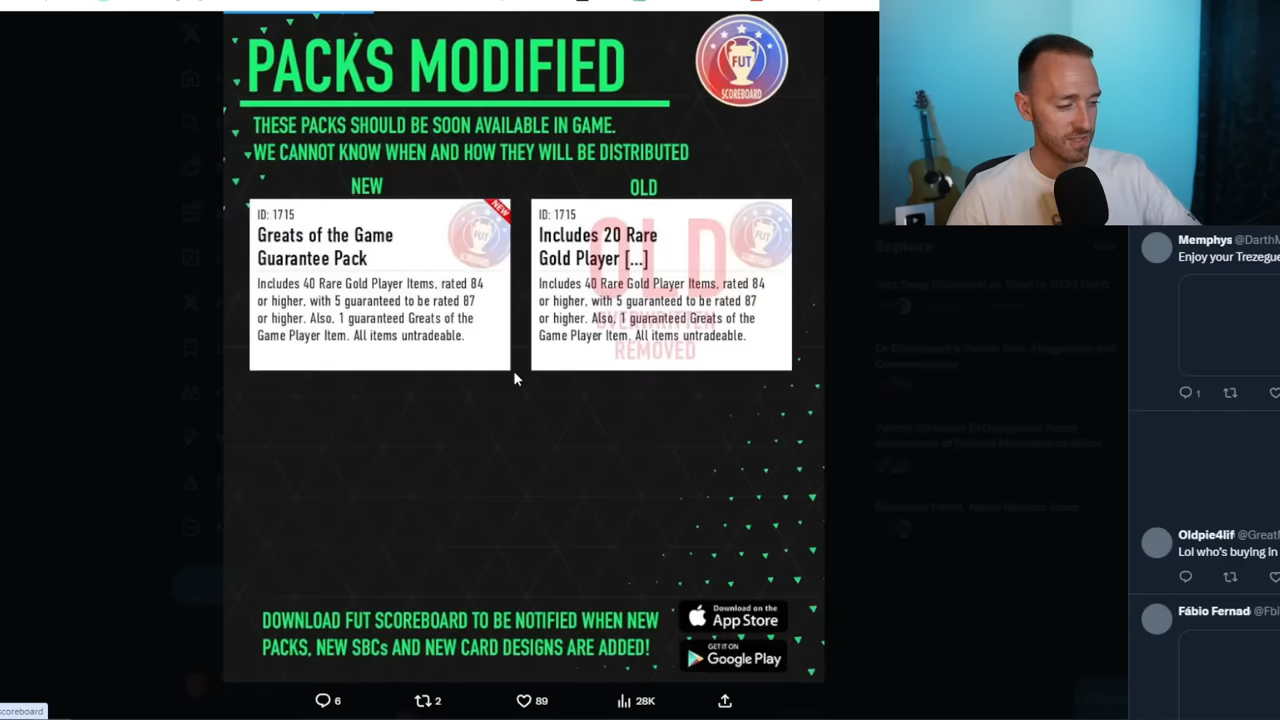 PACKS MODIFIED
FUT
SCOREBOARD
THESE PACKS SHOULD BE SOON AVAILABLE IN GAME.
WE CANNOT KNOW WHEN AND HOW THEY WILL BE DISTRIBUTED
NEW
ID: 1715
NEW
FUT
Greats of the Game
Guarantee Pack
Includes 40 Rare Gold Player Items, rated 84
or higher, with 5 guaranteed to be rated 87
or higher. Also, 1 guaranteed Greats of the
Game Player Item. All items untradeable.
OLD
ID: 1715
FUT
Includes 20 Rare
Gold Player [...]
Includes 40 Rare Gold Player Items, rated 84
or higher, with 5 guaranteed to be rated 87
or higher. Also, 1 guaranteed Greats of the
Game Player Item. All items untradeable.
OLD
OVERWRITTEN
REMOVED
DOWNLOAD FUT SCOREBOARD TO BE NOTIFIED WHEN NEW
PACKS, NEW SBCs AND NEW CARD DESIGNS ARE ADDED!
Download on the
App Store
GET IT ON
Google Play
6
2
89
28K
scoreboard
Explore
Memphys @DarthM
Enjoy your Trezegue
1
Oldpie4lif @Great
Lol who's buying in
Fábio Fernad @Fbi